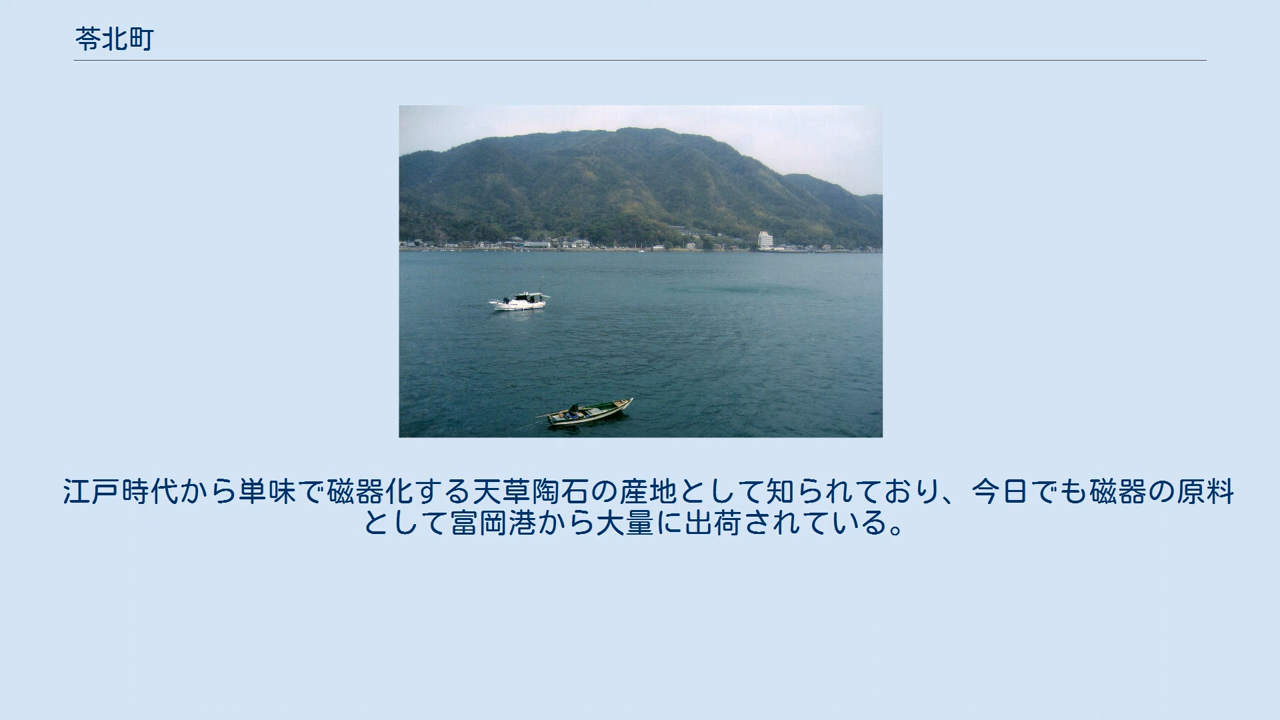 苓北町
江戸時代から単味で磁器化する天草陶石の産地として知られており、今日でも磁器の原料
として富岡港から大量に出荷されている。